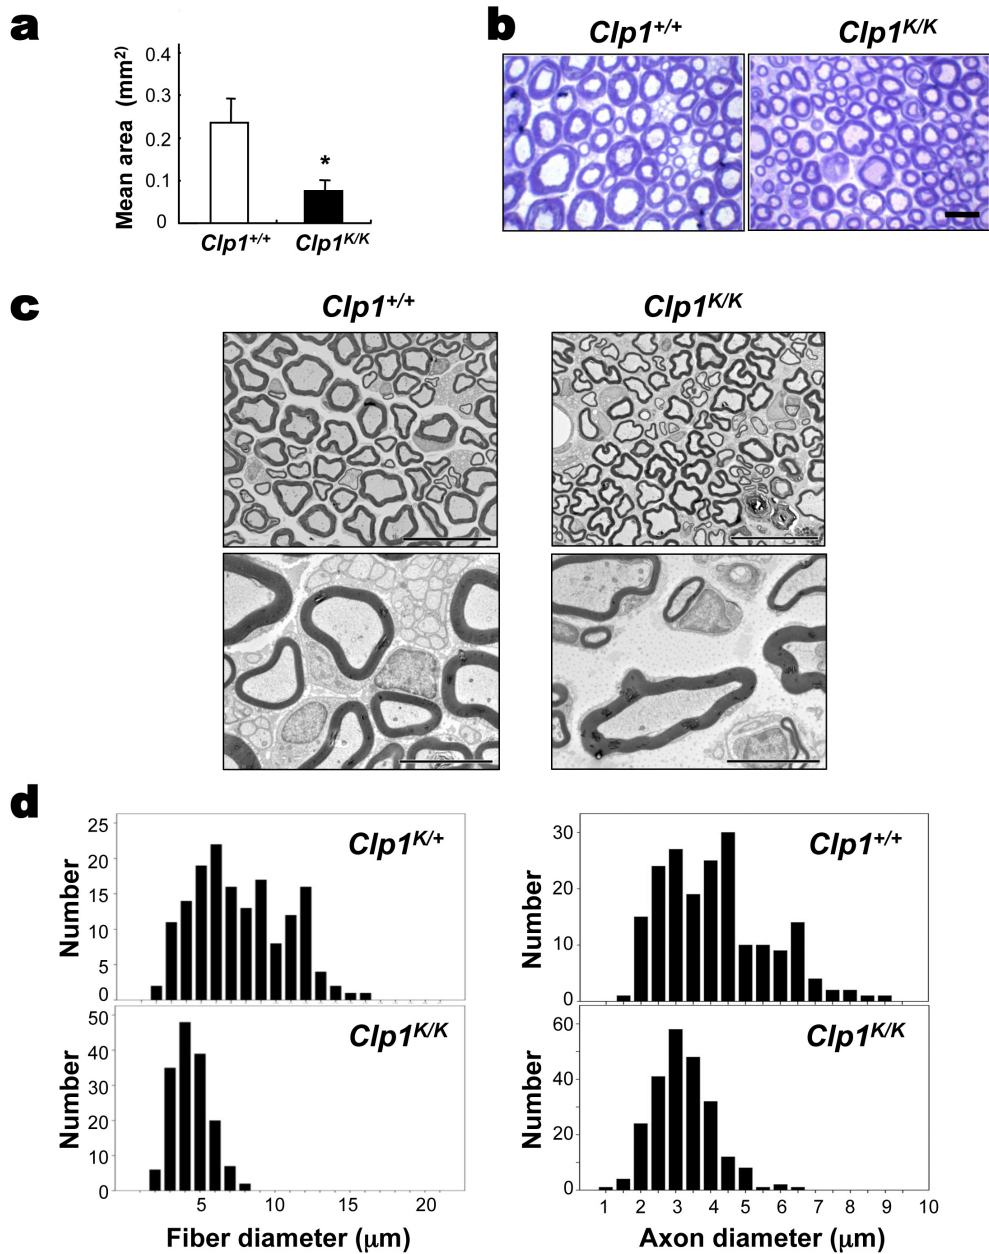 a
Mean area (mm²)
0.4
0.3
0.2
0.1
0
*
Clp1+/+ Clp1K/K
b
Clp1+/+ Clp1K/K
c
Clp1+/+ Clp1K/K
d
Number
25
20
15
10
5
0
Clp1K/+
Number
30
20
10
0
Clp1+/+
Number
50
40
30
20
10
0
Clp1K/K
5 10 15 20
Fiber diameter (μm)
Number
60
40
20
0
Clp1K/K
1 2 3 4 5 6 7 8 9 10
Axon diameter (μm)